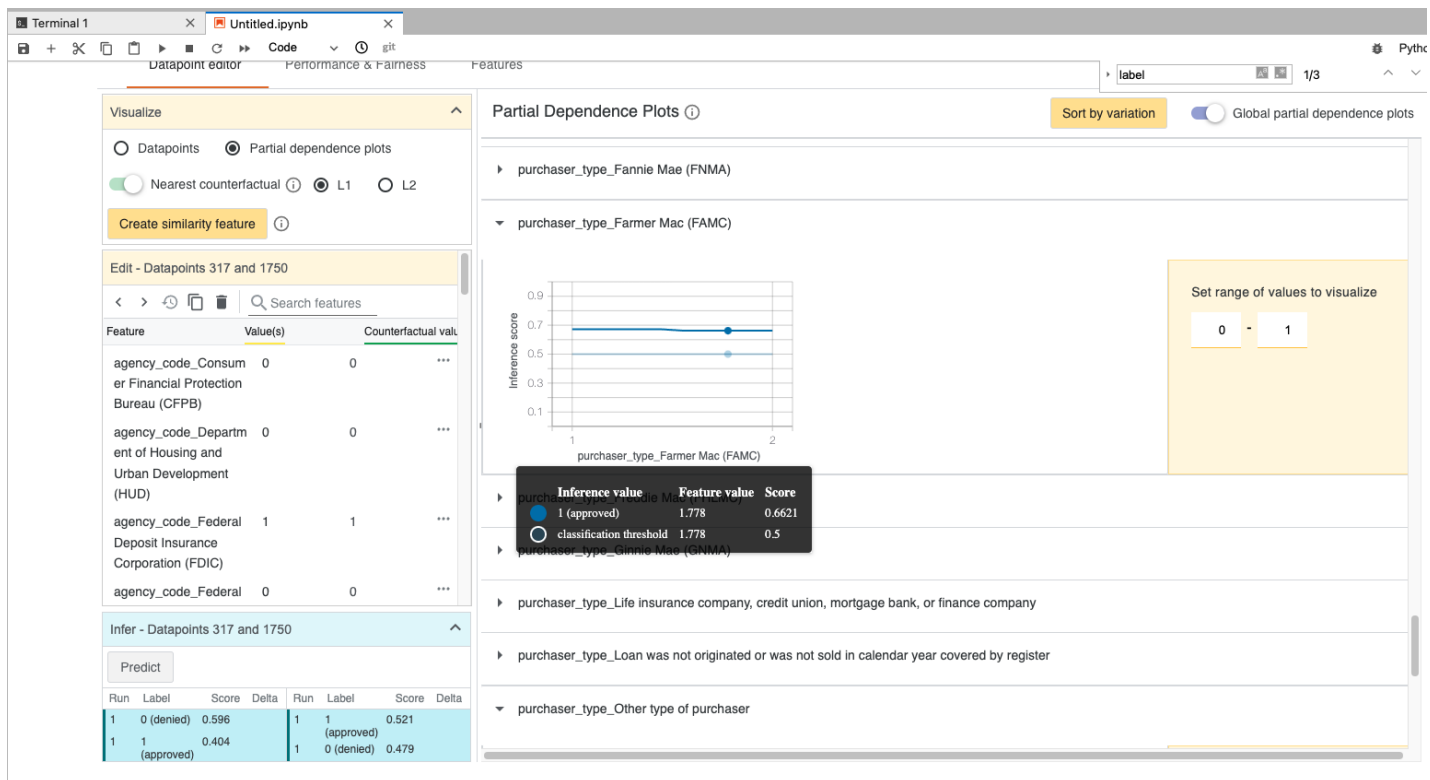 Terminal 1
Untitled.ipynb
Code
git
Pytho
Datapoint editor
Performance & Fairness
Features
label
1/3
Visualize
Datapoints
Partial dependence plots
Nearest counterfactual
L1
L2
Create similarity feature
Edit - Datapoints 317 and 1750
Search features
Feature Value(s) Counterfactual valu
agency_code_Consum 0 0
er Financial Protection
Bureau (CFPB)
agency_code_Departm 0 0
ent of Housing and
Urban Development
(HUD)
agency_code_Federal 1 1
Deposit Insurance
Corporation (FDIC)
agency_code_Federal 0 0
Infer - Datapoints 317 and 1750
Predict
Run Label Score Delta Run Label Score Delta
1 0 (denied) 0.596 1 1 0.521
(approved)
1 1 0.404 1 0 (denied) 0.479
(approved)
Partial Dependence Plots
Sort by variation
Global partial dependence plots
purchaser_type_Fannie Mae (FNMA)
purchaser_type_Farmer Mac (FAMC)
Inference score
0.9
0.7
0.5
0.3
0.1
1 2
purchaser_type_Farmer Mac (FAMC)
Set range of values to visualize
0 - 1
Inference value Feature value Score
1 (approved) 1.778 0.6621
classification threshold 1.778 0.5
purchaser_type_Ginnie Mae (GNMA)
purchaser_type_Life insurance company, credit union, mortgage bank, or finance company
purchaser_type_Loan was not originated or was not sold in calendar year covered by register
purchaser_type_Other type of purchaser